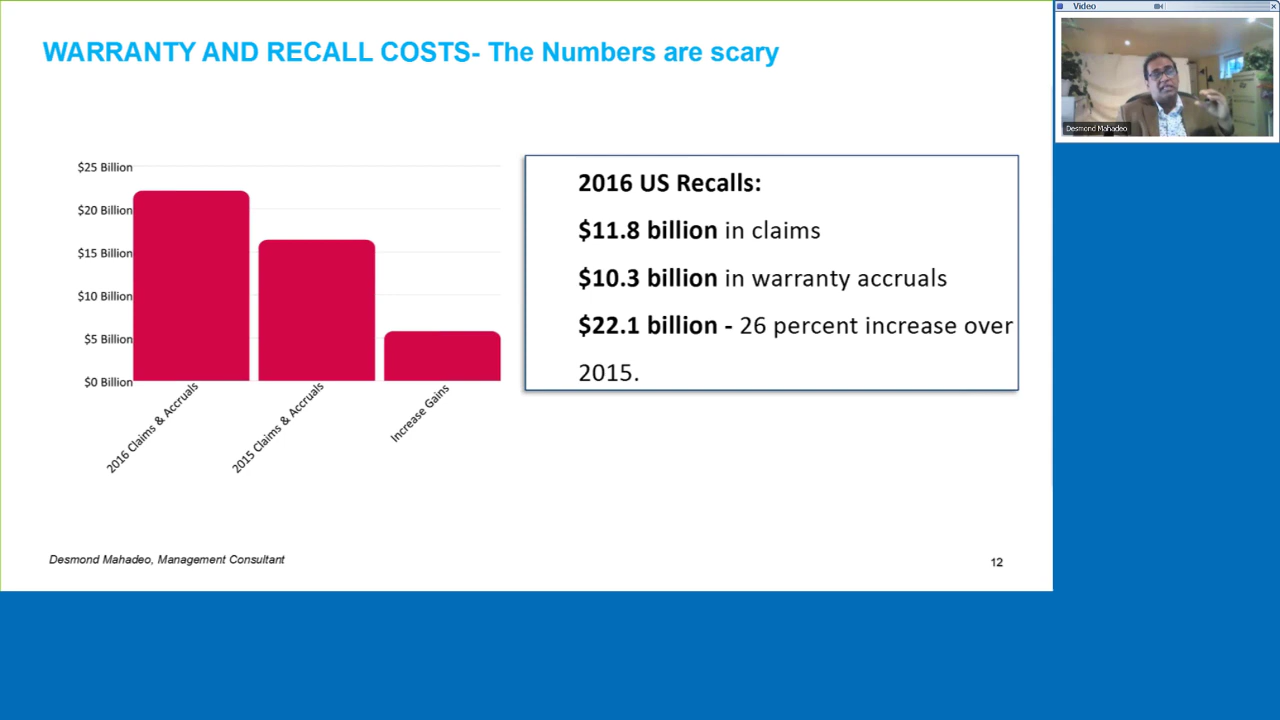 Video
WARRANTY AND RECALL COSTS- The Numbers are scary
Desmond Mahadeo
$25 Billion
$20 Billion
$15 Billion
$10 Billion
$5 Billion
$0 Billion
2016 Claims & Accruals
2015 Claims & Accruals
Increase Gains
2016 US Recalls:
$11.8 billion in claims
$10.3 billion in warranty accruals
$22.1 billion - 26 percent increase over
2015.
Desmond Mahadeo, Management Consultant
12